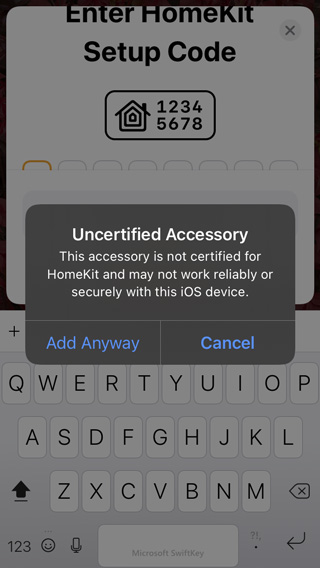 Enter HomeKit
Setup Code
1234
5678
Uncertified Accessory
This accessory is not certified for
HomeKit and may not work reliably or
securely with this iOS device.
Add Anyway Cancel
+
Q W E R T Y U I O P
A S D F G H J K L
Z X C V B N M
123 Microsoft SwiftKey ?!, .